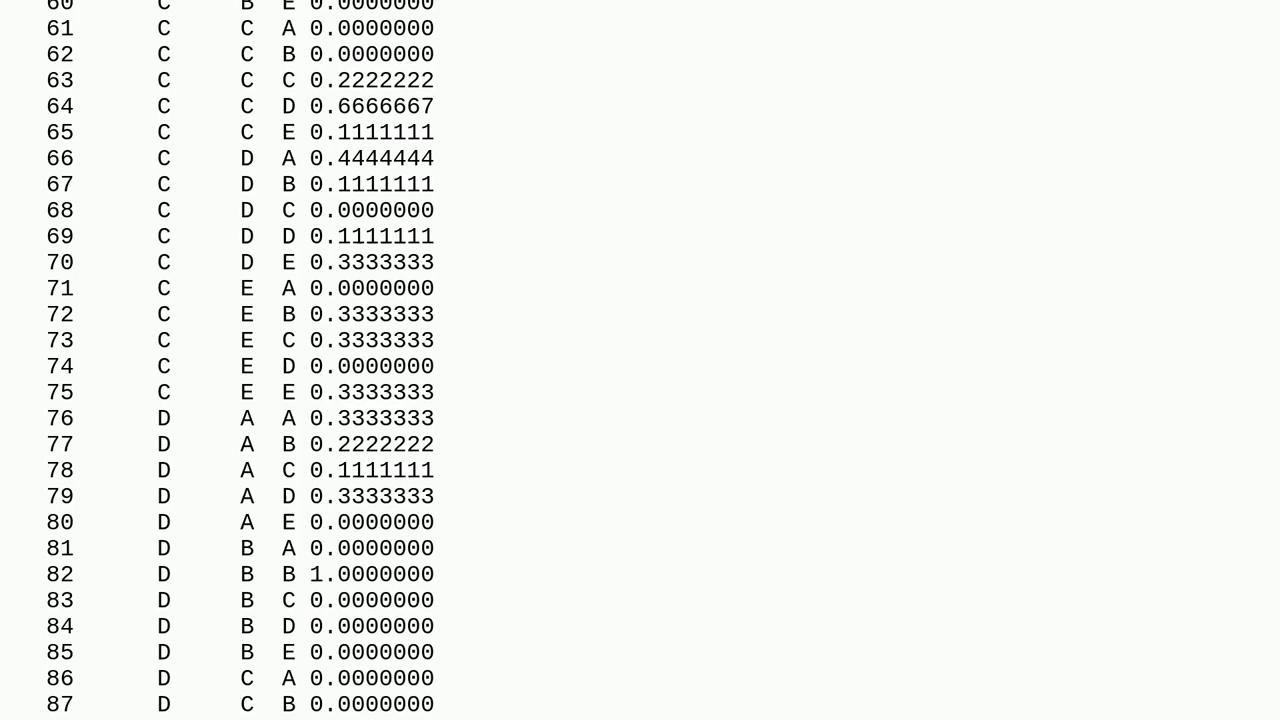 60 C B E 0.0000000
61 C C A 0.0000000
62 C C B 0.0000000
63 C C C 0.2222222
64 C C D 0.6666667
65 C C E 0.1111111
66 C D A 0.4444444
67 C D B 0.1111111
68 C D C 0.0000000
69 C D D 0.1111111
70 C D E 0.3333333
71 C E A 0.0000000
72 C E B 0.3333333
73 C E C 0.3333333
74 C E D 0.0000000
75 C E E 0.3333333
76 D A A 0.3333333
77 D A B 0.2222222
78 D A C 0.1111111
79 D A D 0.3333333
80 D A E 0.0000000
81 D B A 0.0000000
82 D B B 1.0000000
83 D B C 0.0000000
84 D B D 0.0000000
85 D B E 0.0000000
86 D C A 0.0000000
87 D C B 0.0000000